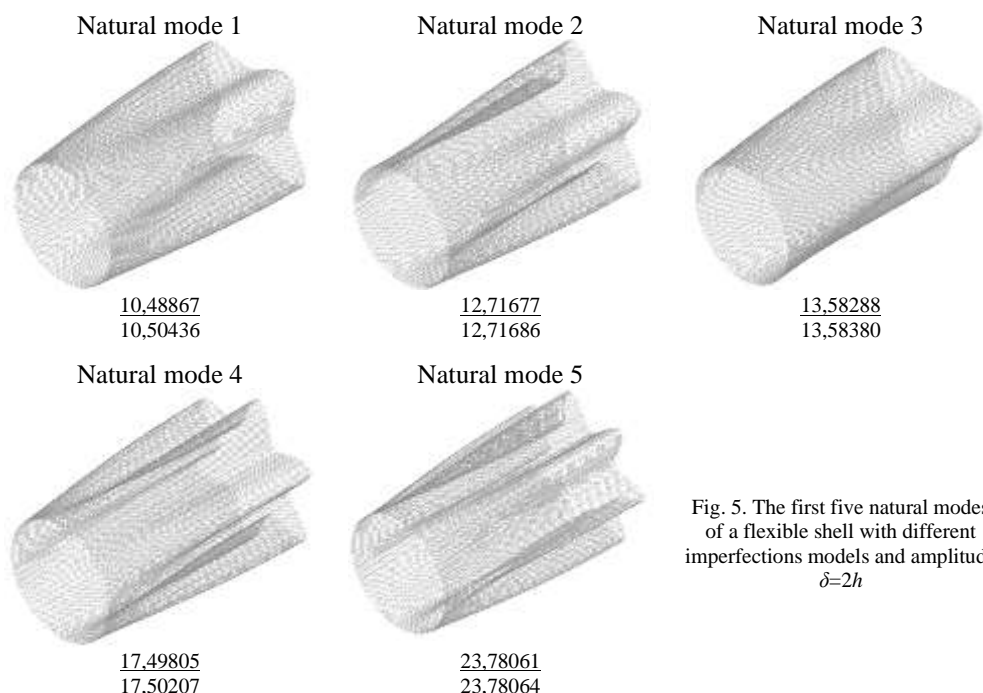 Natural mode 1
Natural mode 2
Natural mode 3
10,48867
10,50436
12,71677
12,71686
13,58288
13,58380
Natural mode 4
Natural mode 5
17,49805
17,50207
23,78061
23,78064
Fig. 5. The first five natural modes
of a flexible shell with different
imperfections models and amplitud
δ=2h